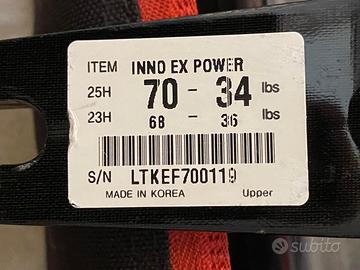 ITEM INNO EX POWER
25H 70 - 34 lbs
23H 68 - 36 lbs
S/N LTKEF700119
MADE IN KOREA Upper
subito